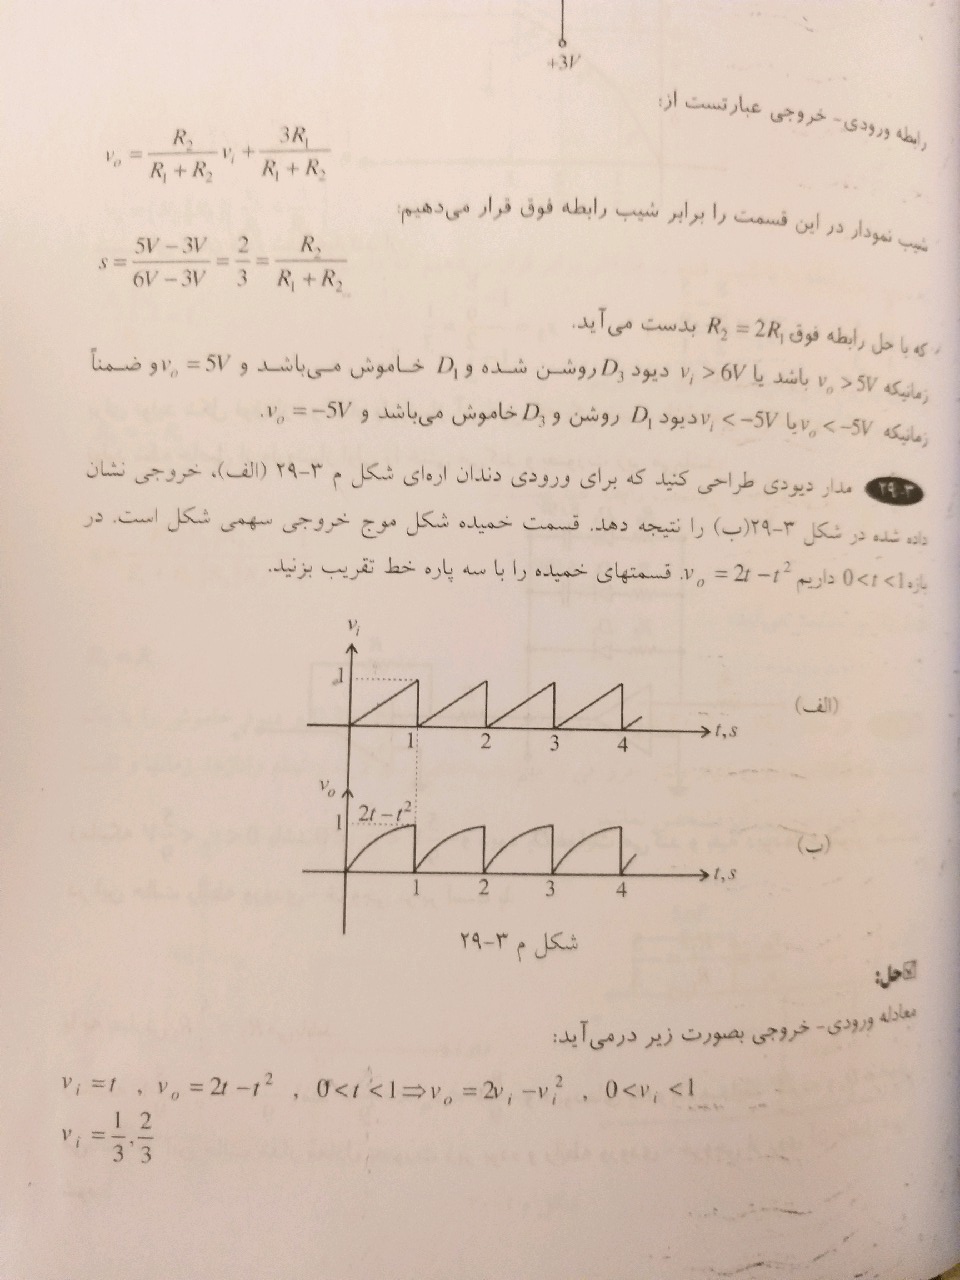 +3V
رابطه ورودی- خروجی عبارتست از:
v_o = R_2/(R_1 + R_2) v_i + 3R_1/(R_1 + R_2)
شیب نمودار در این قسمت را برابر شیب رابطه فوق قرار می‌دهیم:
s = (5V − 3V)/(6V − 3V) = 2/3 = R_2/(R_1 + R_2)
که با حل رابطه فوق R_2 = 2R_1 بدست می‌آید.
زمانیکه v_o > 5V باشد یا v_i > 6V دیود D_3 روشن شده و D_1 خاموش می‌باشد و v_o = 5V و ضمناً
زمانیکه v_o < −5V یا v_i < −5V دیود D_1 روشن و D_3 خاموش می‌باشد و v_o = −5V.
۳-۲۹ مدار دیودی طراحی کنید که برای ورودی دندان اره‌ای شکل م ۳-۲۹ (الف)، خروجی نشان
داده شده در شکل ۳-۲۹(ب) را نتیجه دهد. قسمت خمیده شکل موج خروجی سهمی شکل است. در
بازه 0<t<1 داریم v_o = 2t − t^2. قسمتهای خمیده را با سه پاره خط تقریب بزنید.
v_i
1
1 2 3 4 t,s
(الف)
v_o
1 2t − t^2
1 2 3 4 t,s
(ب)
شکل م ۳-۲۹
حل:
معادله ورودی- خروجی بصورت زیر درمی‌آید:
v_i = t , v_o = 2t − t^2 , 0<t<1 ⇒ v_o = 2v_i − v_i^2 , 0<v_i<1
v_i = 1/3, 2/3